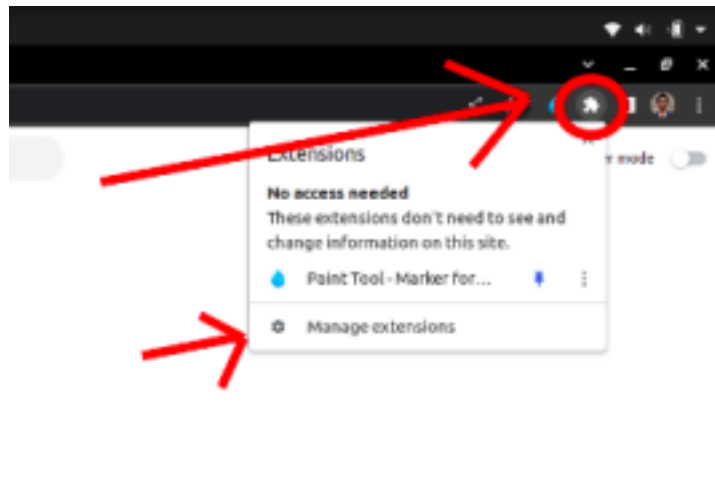 Extensions
mode
No access needed
These extensions don't need to see and
change information on this site.
Paint Tool - Marker for...
Manage extensions